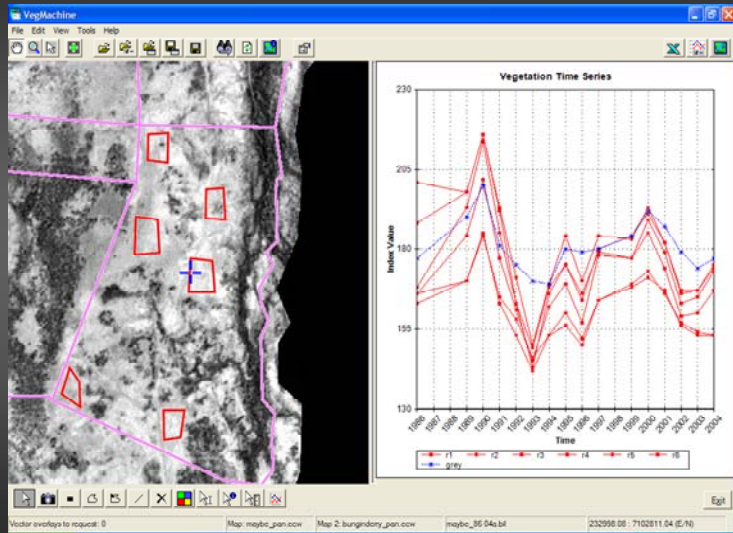 VegMachine
File Edit View Tools Help
Vegetation Time Series
Index Value
230
205
180
155
130
1986 1987 1988 1989 1990 1991 1992 1993 1994 1995 1996 1997 1998 1999 2000 2001 2002 2003 2004
Time
r1 r2 r3 r4 r5 r6
grey
Exit
Vector overlays to request: 0 Map: maybc_pan.ecw Map 2: bunginderry_pan.ecw maybc_86 04a.bil 232998.08 : 7102811.04 (E/N)